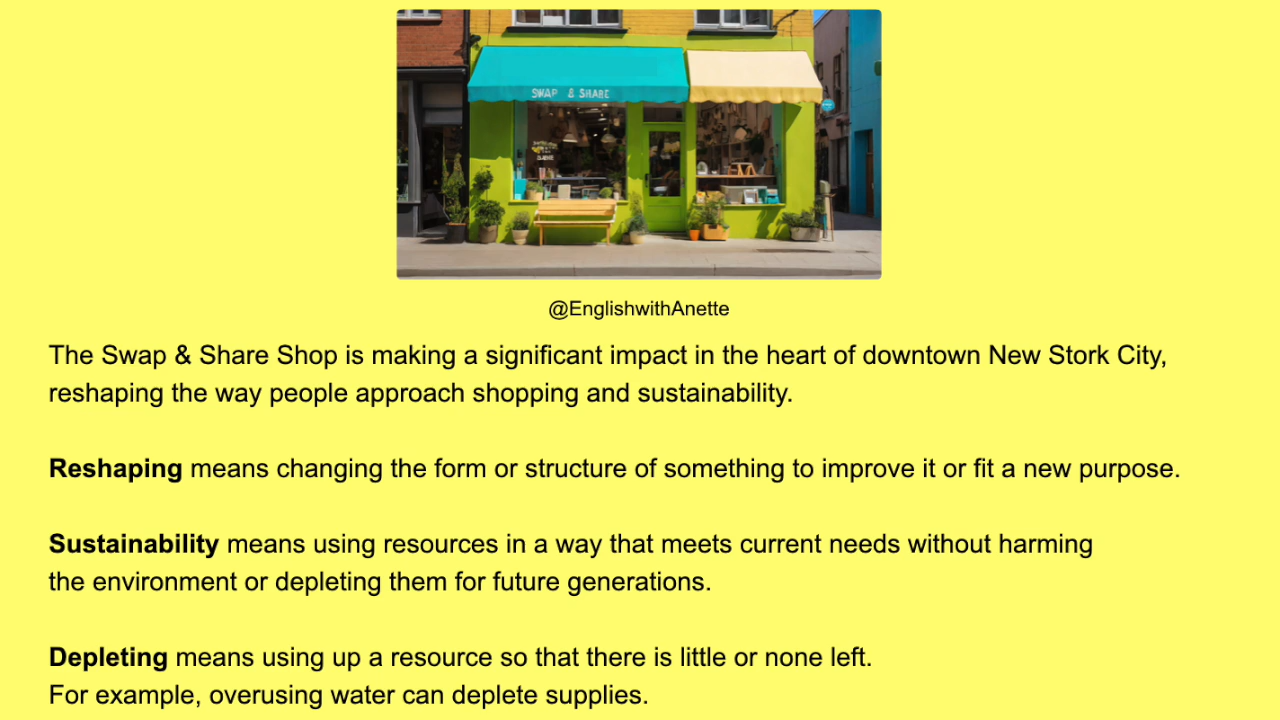 SWAP & SHARE
@EnglishwithAnette
The Swap & Share Shop is making a significant impact in the heart of downtown New Stork City,
reshaping the way people approach shopping and sustainability.
Reshaping means changing the form or structure of something to improve it or fit a new purpose.
Sustainability means using resources in a way that meets current needs without harming
the environment or depleting them for future generations.
Depleting means using up a resource so that there is little or none left.
For example, overusing water can deplete supplies.